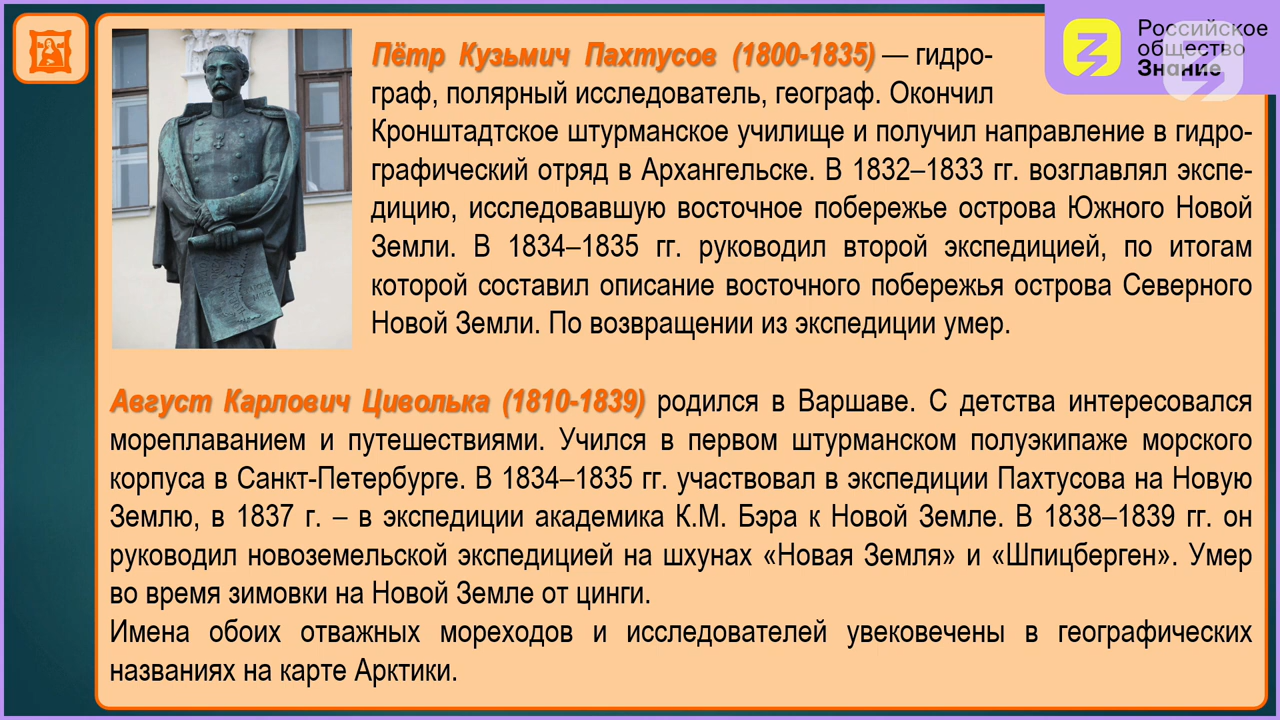 Российское
общество
Знание
Пётр Кузьмич Пахтусов (1800-1835) — гидро-
граф, полярный исследователь, географ. Окончил
Кронштадтское штурманское училище и получил направление в гидро-
графический отряд в Архангельске. В 1832–1833 гг. возглавлял экспе-
дицию, исследовавшую восточное побережье острова Южного Новой
Земли. В 1834–1835 гг. руководил второй экспедицией, по итогам
которой составил описание восточного побережья острова Северного
Новой Земли. По возвращении из экспедиции умер.
Август Карлович Циволька (1810-1839) родился в Варшаве. С детства интересовался
мореплаванием и путешествиями. Учился в первом штурманском полуэкипаже морского
корпуса в Санкт-Петербурге. В 1834–1835 гг. участвовал в экспедиции Пахтусова на Новую
Землю, в 1837 г. – в экспедиции академика К.М. Бэра к Новой Земле. В 1838–1839 гг. он
руководил новоземельской экспедицией на шхунах «Новая Земля» и «Шпицберген». Умер
во время зимовки на Новой Земле от цинги.
Имена обоих отважных мореходов и исследователей увековечены в географических
названиях на карте Арктики.